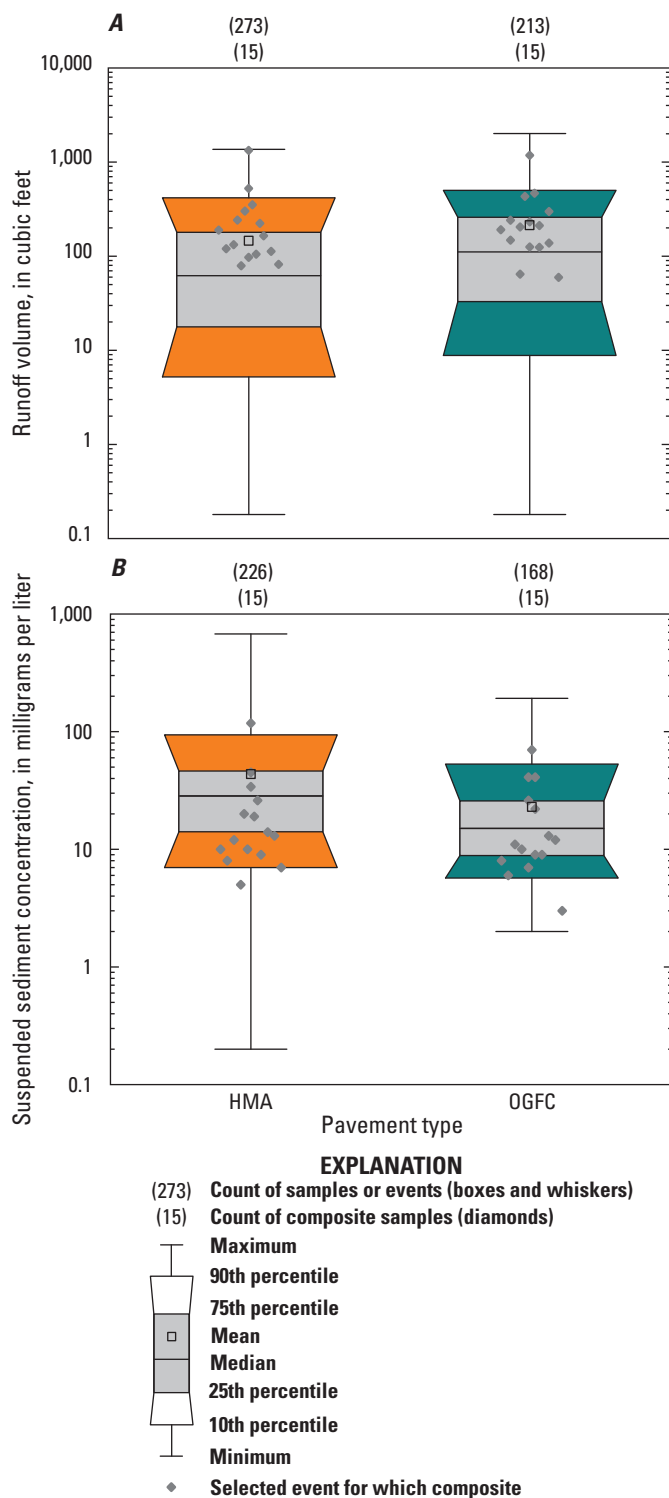 A
(273)
(15)
(213)
(15)
10,000
1,000
100
10
1
0.1
Runoff volume, in cubic feet
B
(226)
(15)
(168)
(15)
1,000
100
10
1
0.1
Suspended sediment concentration, in milligrams per liter
HMA
OGFC
Pavement type
EXPLANATION
(273) Count of samples or events (boxes and whiskers)
(15) Count of composite samples (diamonds)
Maximum
90th percentile
75th percentile
Mean
Median
25th percentile
10th percentile
Minimum
Selected event for which composite